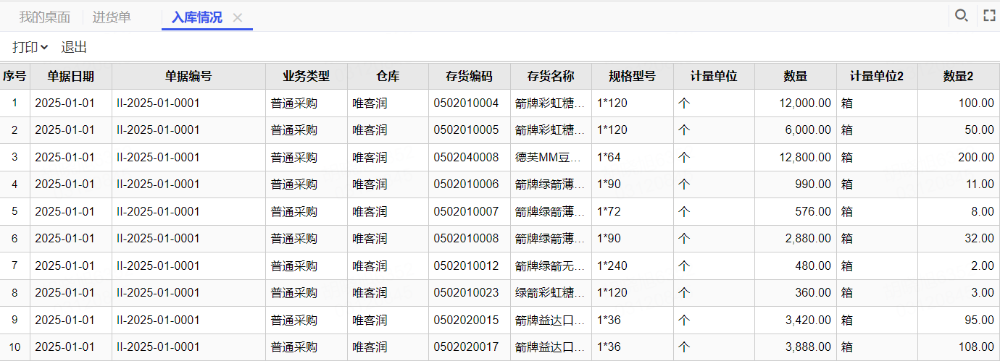 我的桌面 进货单 入库情况
打印 退出
序号 单据日期 单据编号 业务类型 仓库 存货编码 存货名称 规格型号 计量单位 数量 计量单位2 数量2
1 2025-01-01 II-2025-01-0001 普通采购 唯客润 0502010004 箭牌彩虹糖... 1*120 个 12,000.00 箱 100.00
2 2025-01-01 II-2025-01-0001 普通采购 唯客润 0502010005 箭牌彩虹糖... 1*120 个 6,000.00 箱 50.00
3 2025-01-01 II-2025-01-0001 普通采购 唯客润 0502040008 德芙MM豆... 1*64 个 12,800.00 箱 200.00
4 2025-01-01 II-2025-01-0001 普通采购 唯客润 0502010006 箭牌绿箭薄... 1*90 个 990.00 箱 11.00
5 2025-01-01 II-2025-01-0001 普通采购 唯客润 0502010007 箭牌绿箭薄... 1*72 个 576.00 箱 8.00
6 2025-01-01 II-2025-01-0001 普通采购 唯客润 0502010008 箭牌绿箭薄... 1*90 个 2,880.00 箱 32.00
7 2025-01-01 II-2025-01-0001 普通采购 唯客润 0502010012 箭牌绿箭无... 1*240 个 480.00 箱 2.00
8 2025-01-01 II-2025-01-0001 普通采购 唯客润 0502010023 绿箭彩虹糖... 1*120 个 360.00 箱 3.00
9 2025-01-01 II-2025-01-0001 普通采购 唯客润 0502020015 箭牌益达口... 1*36 个 3,420.00 箱 95.00
10 2025-01-01 II-2025-01-0001 普通采购 唯客润 0502020017 箭牌益达口... 1*36 个 3,888.00 箱 108.00